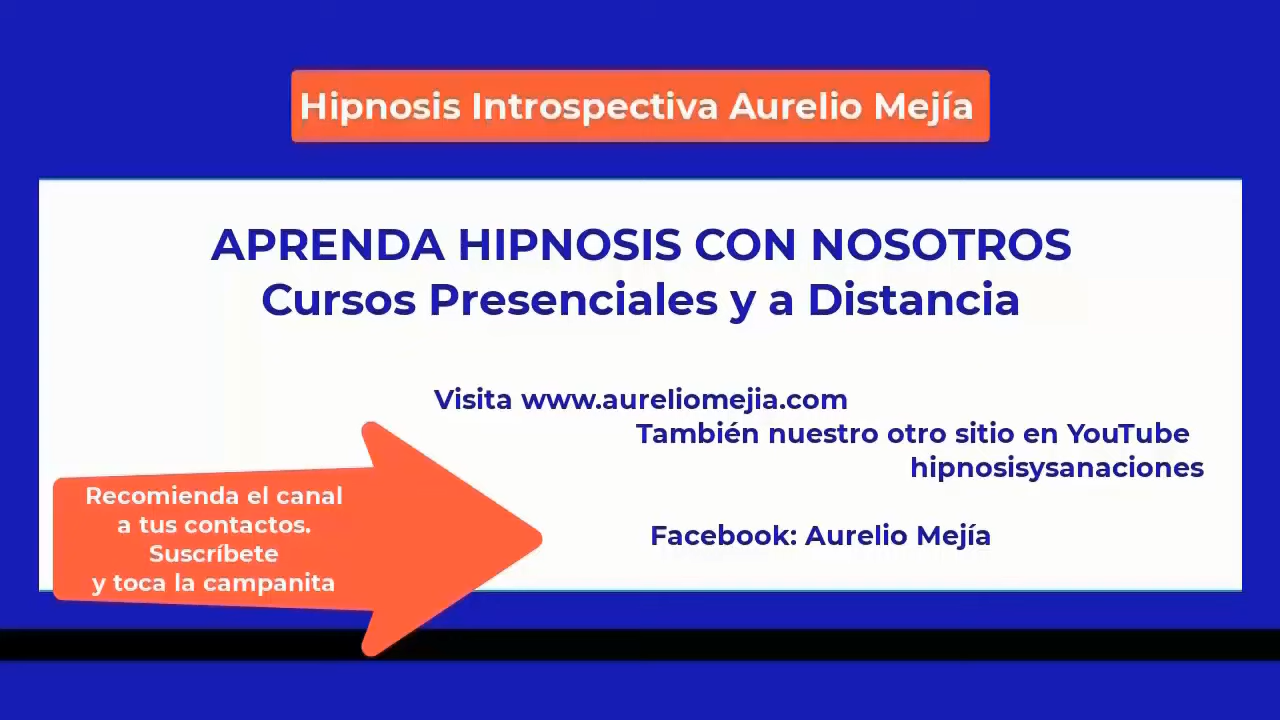 Hipnosis Introspectiva Aurelio Mejía
APRENDA HIPNOSIS CON NOSOTROS
Cursos Presenciales y a Distancia
Visita www.aureliomejia.com
También nuestro otro sitio en YouTube
hipnosisysanaciones
Facebook: Aurelio Mejía
Recomienda el canal
a tus contactos.
Suscríbete
y toca la campanita